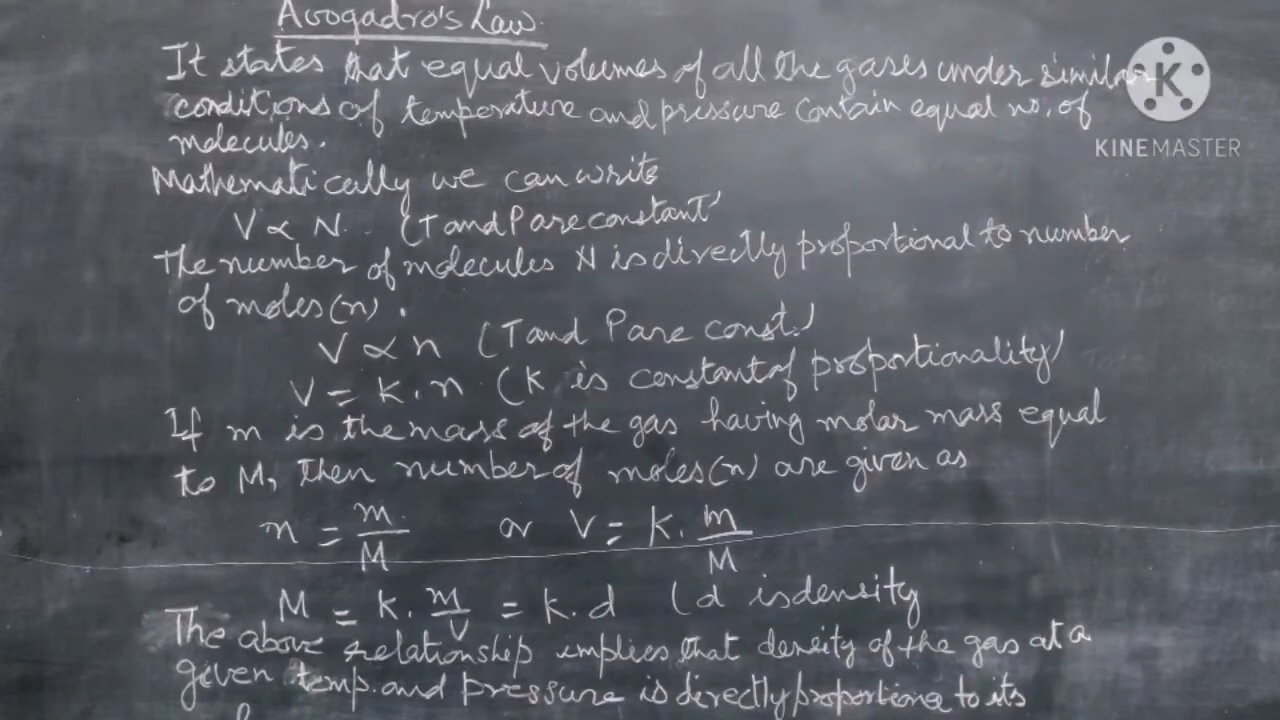 Avogadro's Law
It states that equal volumes of all the gases under similar
conditions of temperature and pressure contain equal no. of
molecules.
Mathematically we can write
V ∝ N. (T and P are constant)
The number of molecules N is directly proportional to number
of moles (n).
V ∝ n (T and P are const.)
V = K. n (K is constant of proportionality)
If m is the mass of the gas having molar mass equal
to M, then number of moles (n) are given as
n = m/M or V = K. m/M
M = K. m/V = K. d (d is density
The above relationship implies that density of the gas at a
given temp. and pressure is directly proportiona to its
K
KINEMASTER